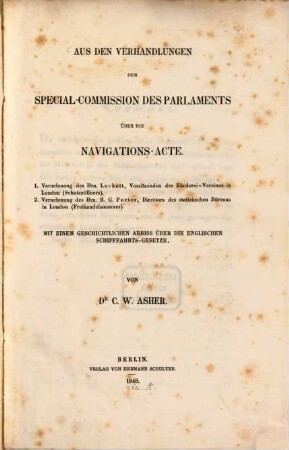 AUS DEN VERHANDLUNGEN
DER
SPECIAL-COMMISSION DES PARLAMENTS
ÜBER DIE
NAVIGATIONS-ACTE.
1. Vernehmung des Hrn. Lockett, Vorsitzenden des Rhederei-Vereines in
London (Schutzzöllners).
2. Vernehmung des Hrn. R. G. Porter, Directors des statistischen Büreaus
in London (Freihandelsmannes).
MIT EINEM GESCHICHTLICHEN ABRISS ÜBER DIE ENGLISCHEN
SCHIFFFAHRTS-GESETZE,
VON
DR. C. W. ASHER.
BERLIN.
VERLAG VON HERMANN SCHULTZE.
1848.